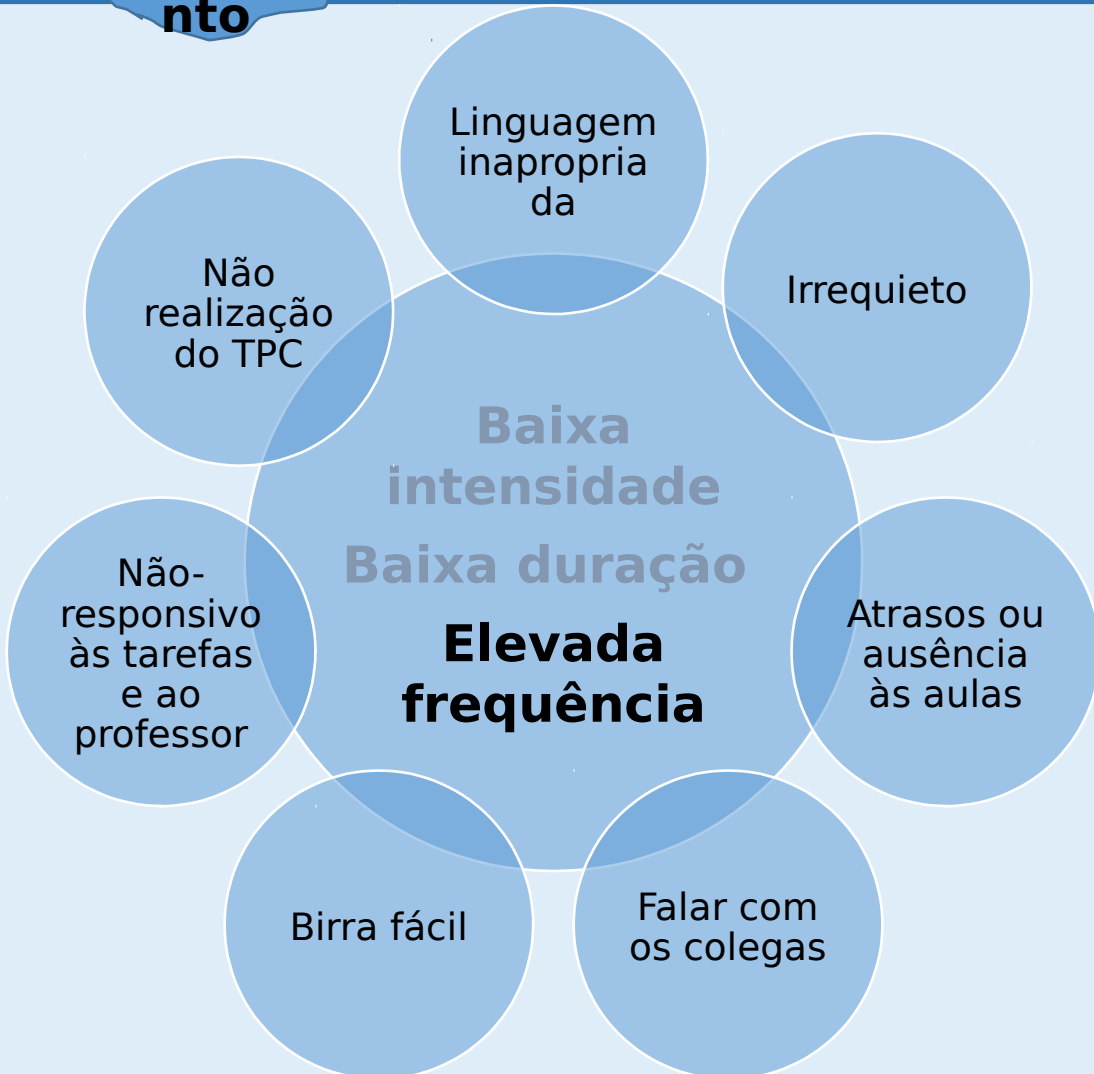 nto
Linguagem
inapropria
da
Irrequieto
Não
realização
do TPC
Baixa
intensidade
Baixa duração
Elevada
frequência
Não-
responsivo
às tarefas
e ao
professor
Atrasos ou
ausência
às aulas
Birra fácil
Falar com
os colegas